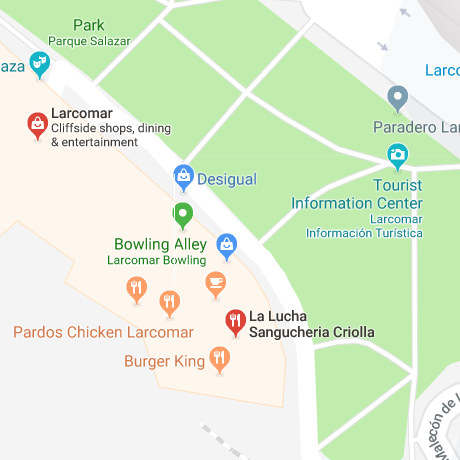 Park
Parque Salazar
aza
Larco
Larcomar
Cliffside shops, dining
& entertainment
Paradero Lar
Desigual
Tourist
Information Center
Larcomar
Información Turística
Bowling Alley
Larcomar Bowling
La Lucha
Sangucheria Criolla
Pardos Chicken Larcomar
Burger King
Malecón de l